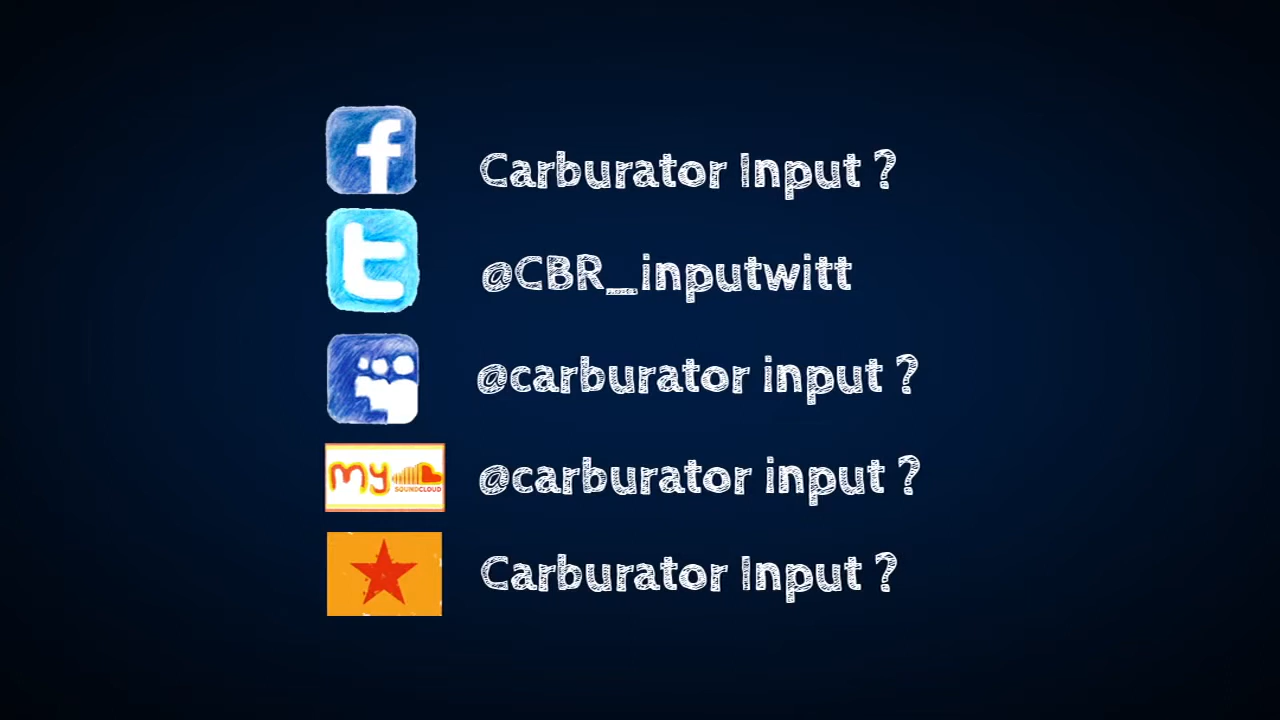 f
Carburator Input ?
t
@CBR_inputwitt
@carburator input ?
my SOUNDCLOUD
@carburator input ?
Carburator Input ?